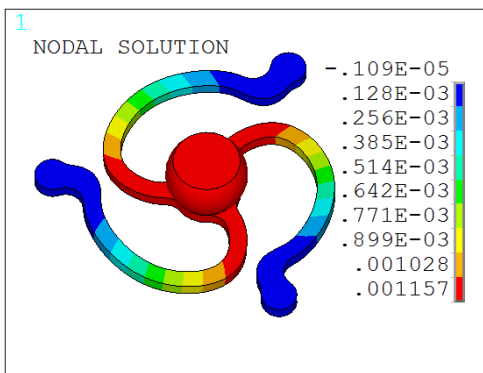 1
NODAL SOLUTION
-.109E-05
.128E-03
.256E-03
.385E-03
.514E-03
.642E-03
.771E-03
.899E-03
.001028
.001157